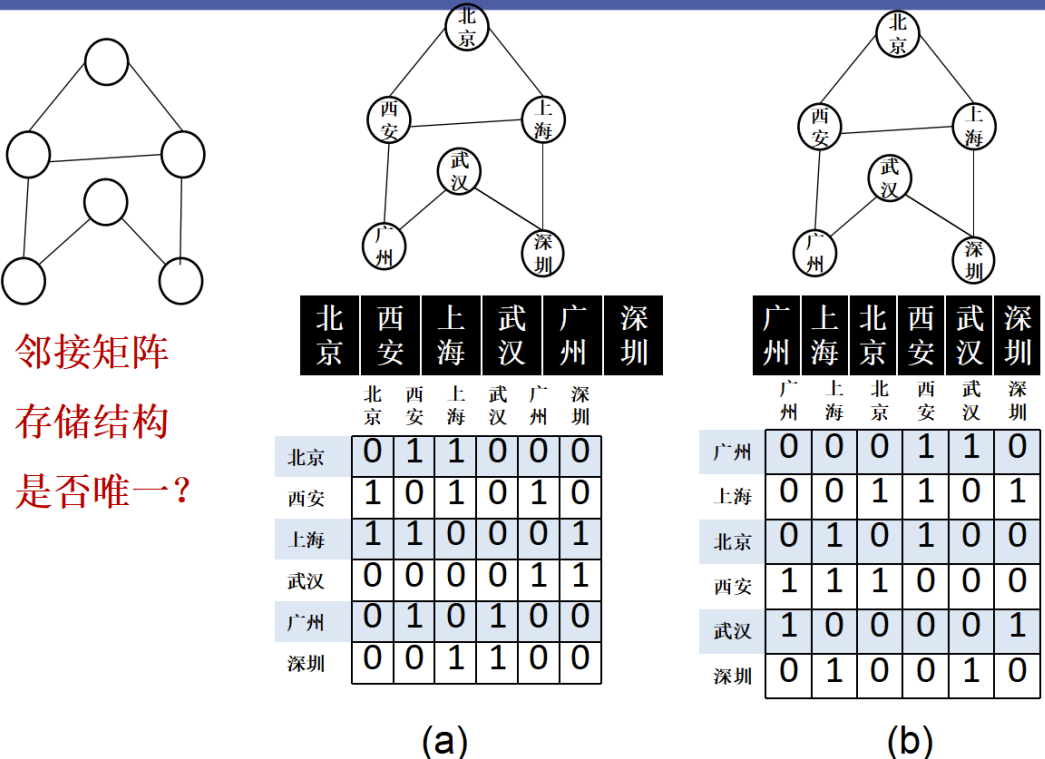 北京
西安
上海
武汉
广州
深圳
北京
西安
上海
武汉
广州
深圳
邻接矩阵
存储结构
是否唯一?
北京 西安 上海 武汉 广州 深圳
北京 西安 上海 武汉 广州 深圳
北京 0 1 1 0 0 0
西安 1 0 1 0 1 0
上海 1 1 0 0 0 1
武汉 0 0 0 0 1 1
广州 0 1 0 1 0 0
深圳 0 0 1 1 0 0
(a)
广州 上海 北京 西安 武汉 深圳
广州 上海 北京 西安 武汉 深圳
广州 0 0 0 1 1 0
上海 0 0 1 1 0 1
北京 0 1 0 1 0 0
西安 1 1 1 0 0 0
武汉 1 0 0 0 0 1
深圳 0 1 0 0 1 0
(b)